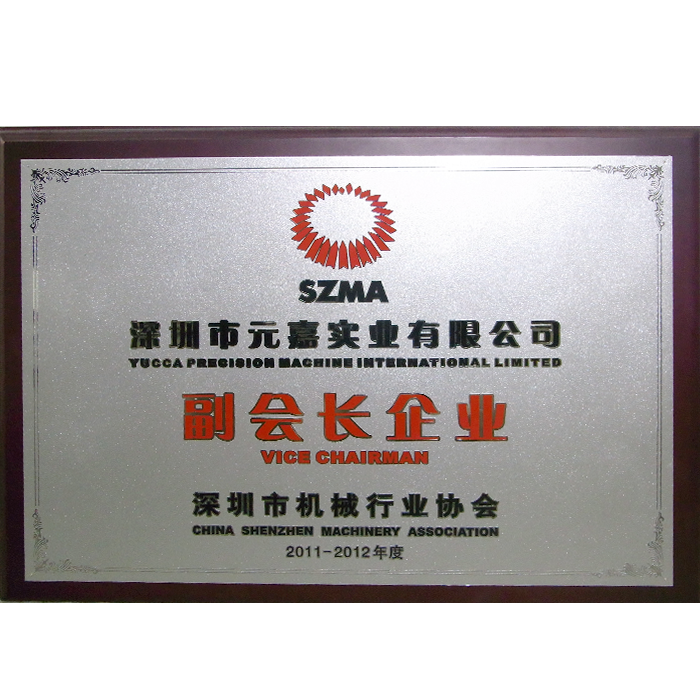 SZMA
深圳市元嘉实业有限公司
YUCCA PRECISION MACHINE INTERNATIONAL LIMITED
副会长企业
VICE CHAIRMAN
深圳市机械行业协会
CHINA SHENZHEN MACHINERY ASSOCIATION
2011-2012年度